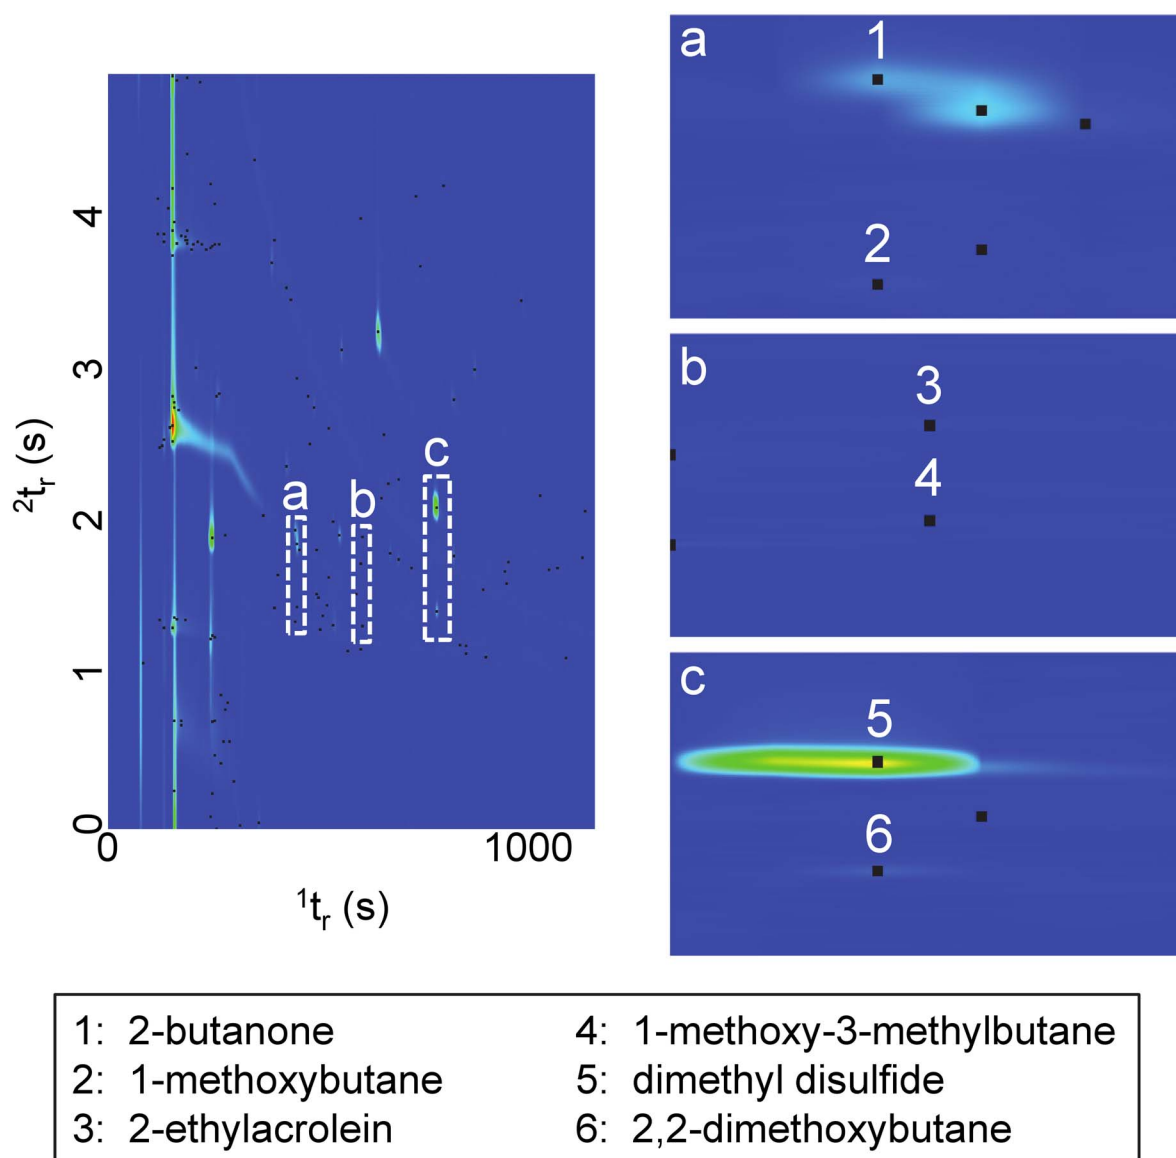 4
3
2
1
0
²tᵣ (s)
a
b
c
0
1000
¹tᵣ (s)
a
1
2
b
3
4
c
5
6
1: 2-butanone
2: 1-methoxybutane
3: 2-ethylacrolein
4: 1-methoxy-3-methylbutane
5: dimethyl disulfide
6: 2,2-dimethoxybutane